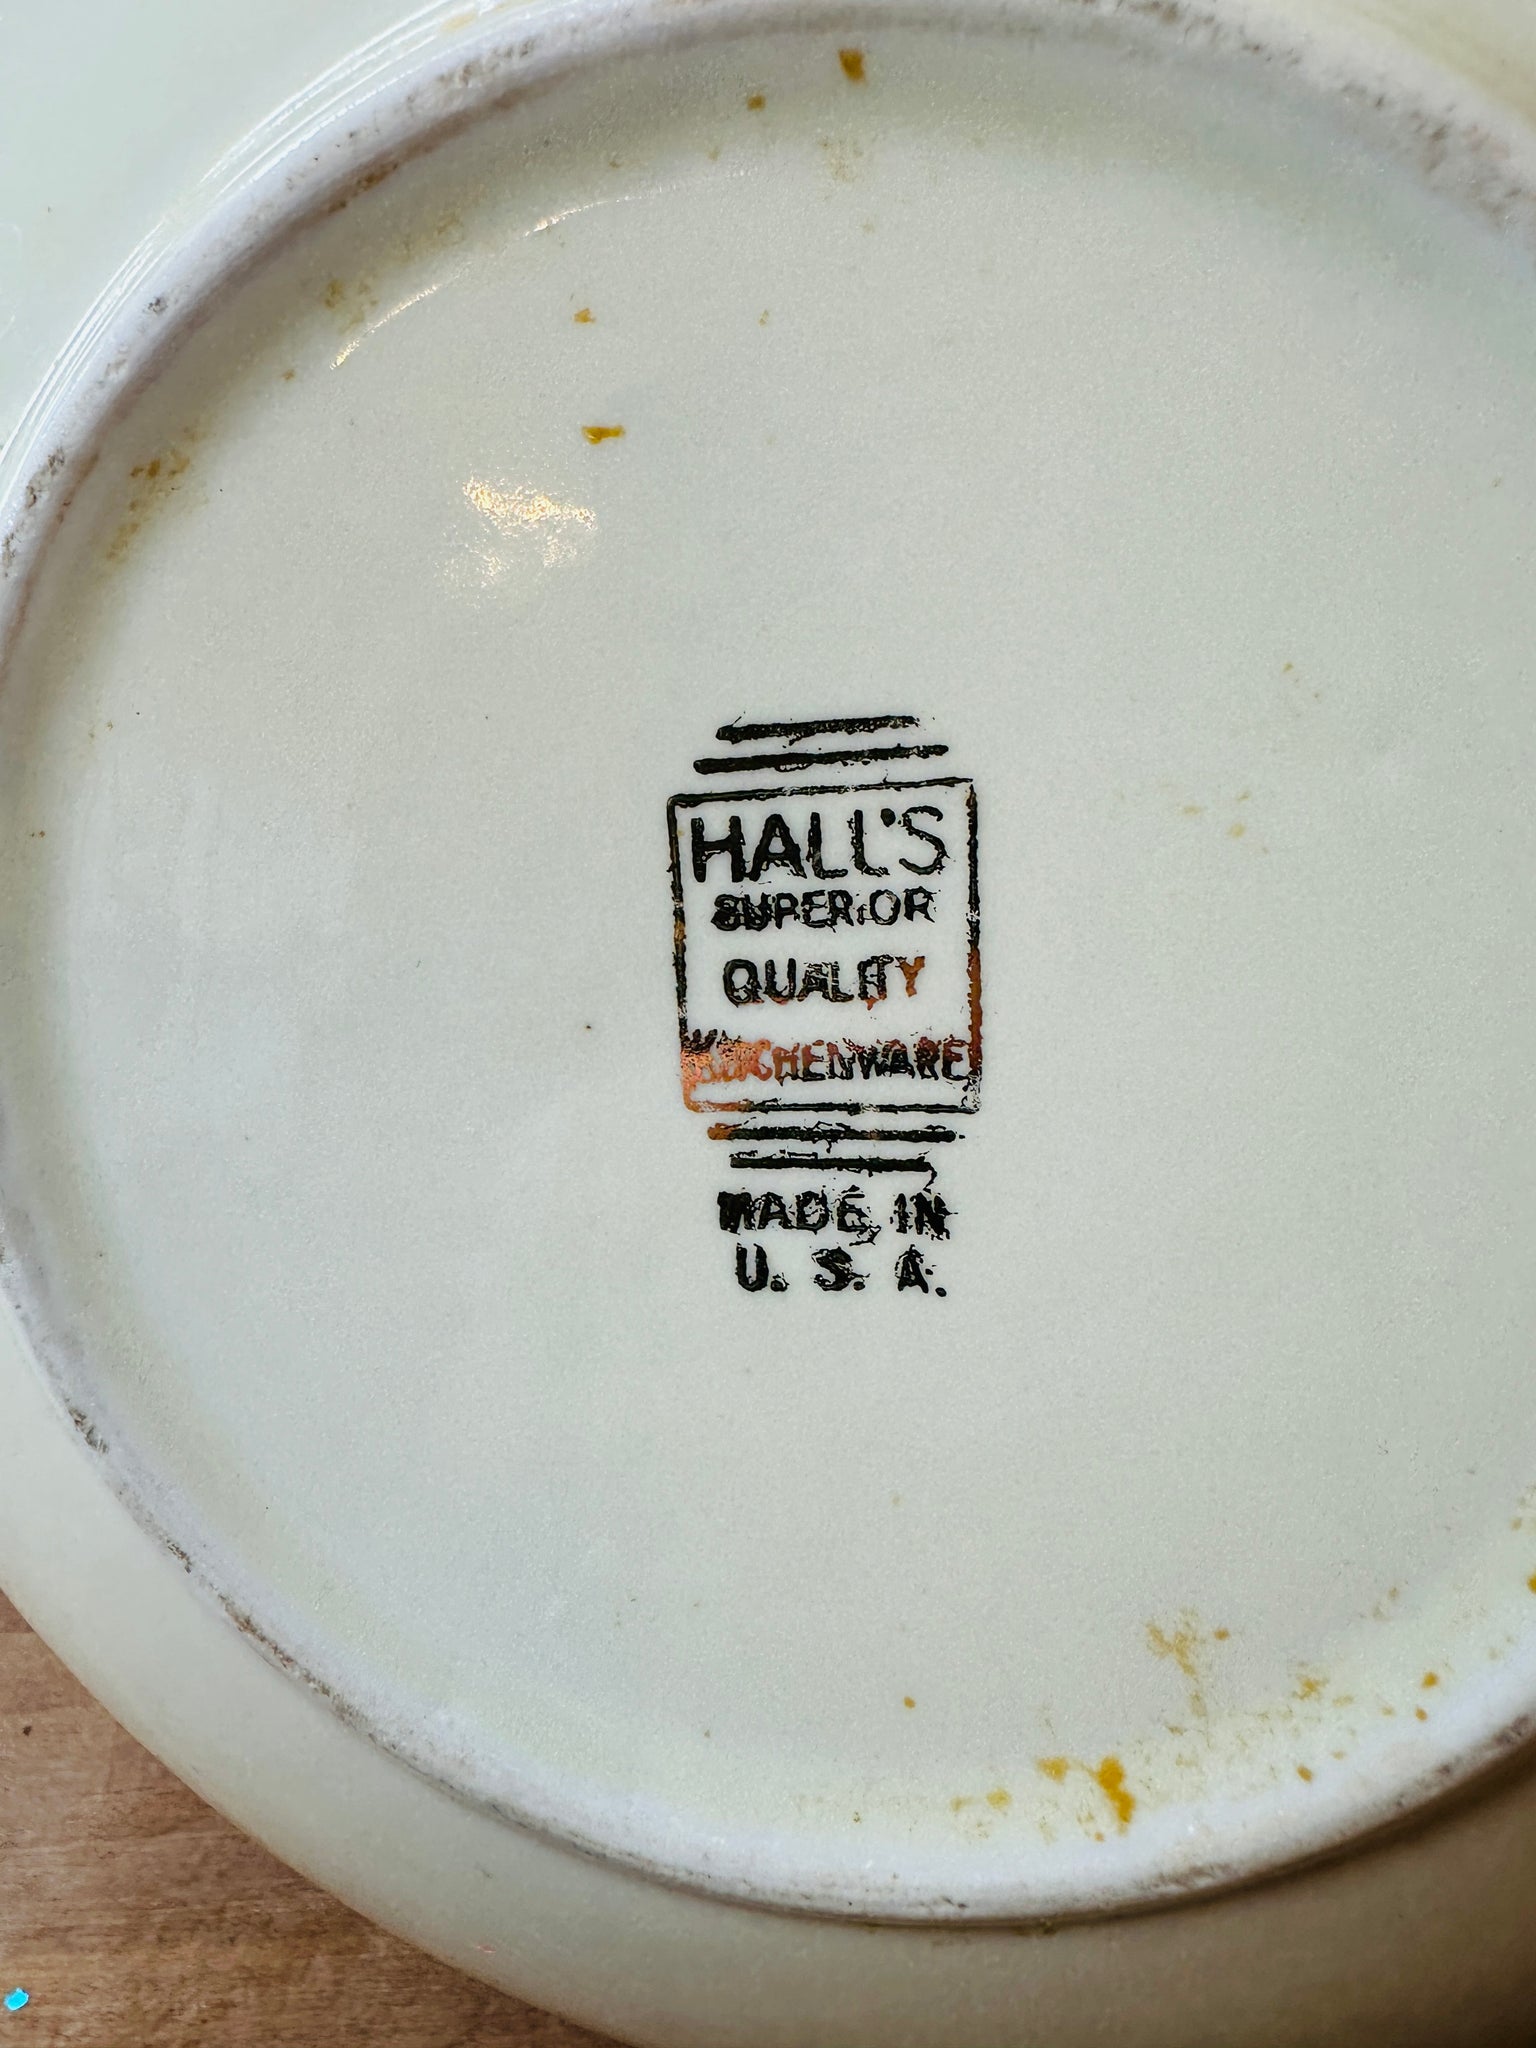 HALL'S
SUPERIOR
QUALITY
KITCHENWARE
MADE IN
U. S. A.